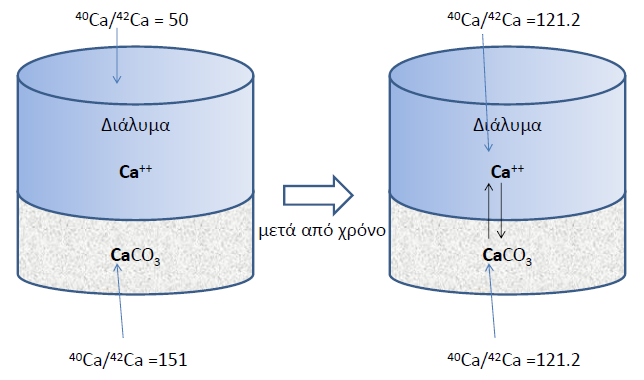 ⁴⁰Ca/⁴²Ca = 50
Διάλυμα
Ca⁺⁺
CaCO₃
⁴⁰Ca/⁴²Ca =151
μετά από χρόνο
⁴⁰Ca/⁴²Ca =121.2
Διάλυμα
Ca⁺⁺
CaCO₃
⁴⁰Ca/⁴²Ca =121.2